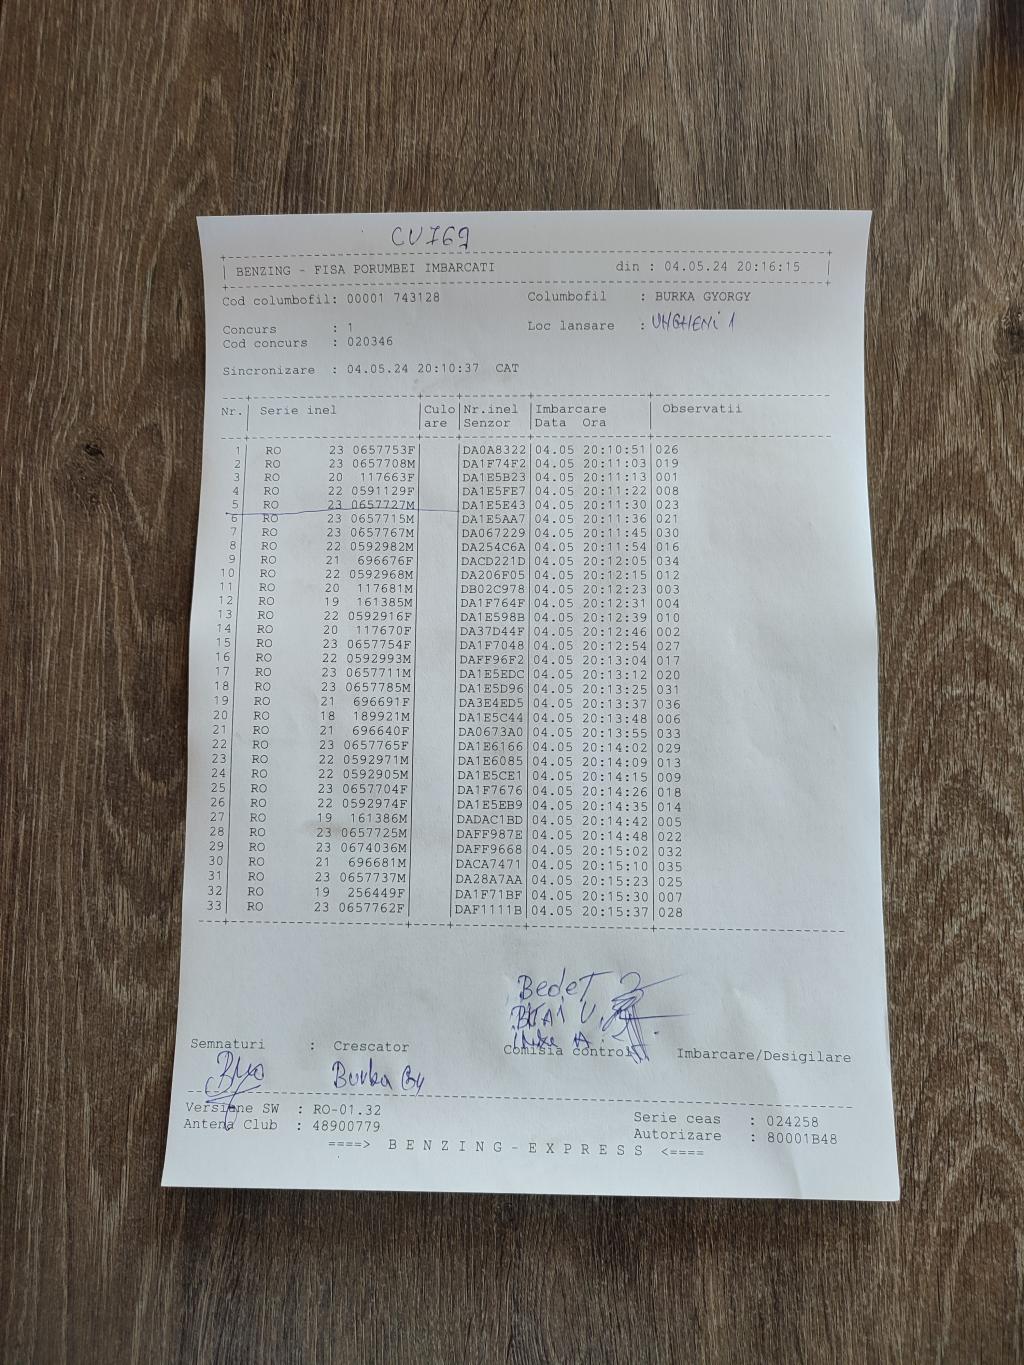 CU769
BENZING - FISA PORUMBEI IMBARCATI din : 04.05.24 20:16:15
Cod columbofil: 00001 743128 Columbofil : BURKA GYORGY
Concurs : 1 Loc lansare : UNGHENI 1
Cod concurs : 020346
Sincronizare : 04.05.24 20:10:37 CAT
Nr. Serie inel Culo Nr.inel Imbarcare Observatii
are Senzor Data Ora
1 RO 23 0657753F DA0A8322 04.05 20:10:51 026
2 RO 23 0657708M DA1F74F2 04.05 20:11:03 019
3 RO 20 117663F DA1E5B23 04.05 20:11:13 001
4 RO 22 0591129F DA1E5FE7 04.05 20:11:22 008
5 RO 23 0657727M DA1E5E43 04.05 20:11:30 023
6 RO 23 0657715M DA1E5AA7 04.05 20:11:36 021
7 RO 23 0657767M DA067229 04.05 20:11:45 030
8 RO 22 0592982M DA254C6A 04.05 20:11:54 016
9 RO 21 696676F DACD221D 04.05 20:12:05 034
10 RO 22 0592968M DA206F05 04.05 20:12:15 012
11 RO 20 117681M DB02C978 04.05 20:12:23 003
12 RO 19 161385M DA1F764F 04.05 20:12:31 004
13 RO 22 0592916F DA1E598B 04.05 20:12:39 010
14 RO 20 117670F DA37D44F 04.05 20:12:46 002
15 RO 23 0657754F DA1F7048 04.05 20:12:54 027
16 RO 22 0592993M DAFF96F2 04.05 20:13:04 017
17 RO 23 0657711M DA1E5EDC 04.05 20:13:12 020
18 RO 23 0657785M DA1E5D96 04.05 20:13:25 031
19 RO 21 696691F DA3E4ED5 04.05 20:13:37 036
20 RO 18 189921M DA1E5C44 04.05 20:13:48 006
21 RO 21 696640F DA0673A0 04.05 20:13:55 033
22 RO 23 0657765F DA1E6166 04.05 20:14:02 029
23 RO 22 0592971M DA1E6085 04.05 20:14:09 013
24 RO 22 0592905M DA1E5CE1 04.05 20:14:15 009
25 RO 23 0657704F DA1F7676 04.05 20:14:26 018
26 RO 22 0592974F DA1E5EB9 04.05 20:14:35 014
27 RO 19 161386M DADAC1BD 04.05 20:14:42 005
28 RO 23 0657725M DAFF987E 04.05 20:14:48 022
29 RO 23 0674036M DAFF9668 04.05 20:15:02 032
30 RO 21 696681M DACA7471 04.05 20:15:10 035
31 RO 23 0657737M DA28A7AA 04.05 20:15:23 025
32 RO 19 256449F DA1F71BF 04.05 20:15:30 007
33 RO 23 0657762F DAF1111B 04.05 20:15:37 028
Bedet
Semnaturi : Crescator Comisia control Imbarcare/Desigilare
Burka Gy
Versiune SW : RO-01.32 Serie ceas : 024258
Antena Club : 48900779 Autorizare : 80001B48
====> B E N Z I N G - E X P R E S S <====